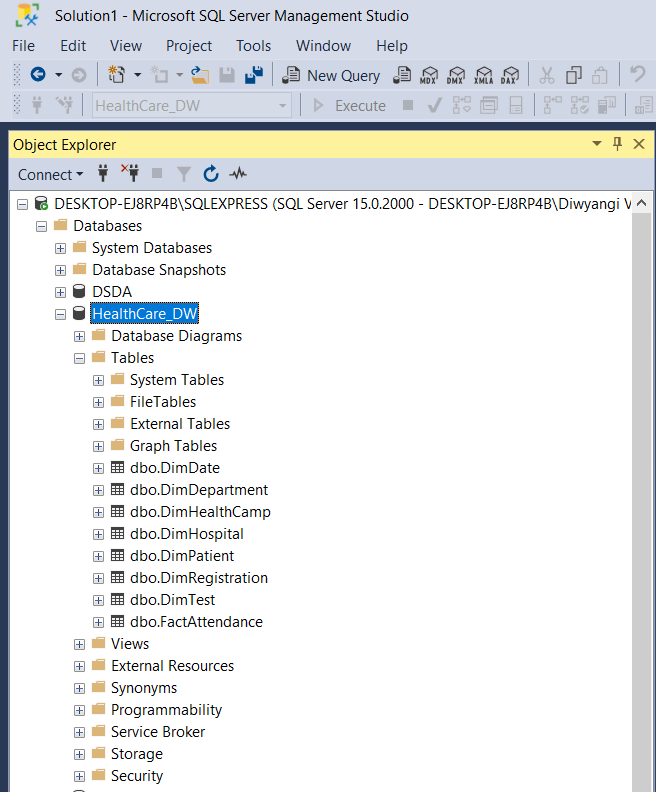 Solution1 - Microsoft SQL Server Management Studio
File Edit View Project Tools Window Help
New Query MDX DMX XMLA DAX
HealthCare_DW Execute
Object Explorer
Connect
DESKTOP-EJ8RP4B\SQLEXPRESS (SQL Server 15.0.2000 - DESKTOP-EJ8RP4B\Diwyangi V
Databases
System Databases
Database Snapshots
DSDA
HealthCare_DW
Database Diagrams
Tables
System Tables
FileTables
External Tables
Graph Tables
dbo.DimDate
dbo.DimDepartment
dbo.DimHealthCamp
dbo.DimHospital
dbo.DimPatient
dbo.DimRegistration
dbo.DimTest
dbo.FactAttendance
Views
External Resources
Synonyms
Programmability
Service Broker
Storage
Security